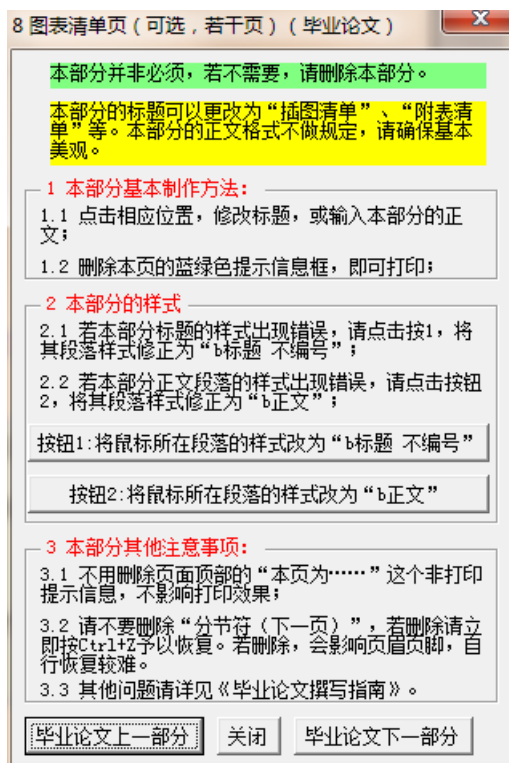 8 图表清单页（可选，若干页）（毕业论文）
本部分并非必须，若不需要，请删除本部分。
本部分的标题可以更改为“插图清单”、“附表清
单”等。本部分的正文格式不做规定，请确保基本
美观。
1 本部分基本制作方法：
1.1 点击相应位置，修改标题，或输入本部分的正
文；
1.2 删除本页的蓝绿色提示信息框，即可打印；
2 本部分的样式
2.1 若本部分标题的样式出现错误，请点击按1，将
其段落样式修正为“b标题 不编号”；
2.2 若本部分正文段落的样式出现错误，请点击按钮
2，将其段落样式修正为“b正文”；
按钮1:将鼠标所在段落的样式改为“b标题 不编号”
按钮2:将鼠标所在段落的样式改为“b正文”
3 本部分其他注意事项：
3.1 不用删除页面顶部的“本页为……”这个非打印
提示信息，不影响打印效果；
3.2 请不要删除“分节符（下一页）”，若删除请立
即按Ctrl+Z予以恢复。若删除，会影响页眉页脚，自
行恢复较难。
3.3 其他问题请详见《毕业论文撰写指南》。
毕业论文上一部分 关闭 毕业论文下一部分